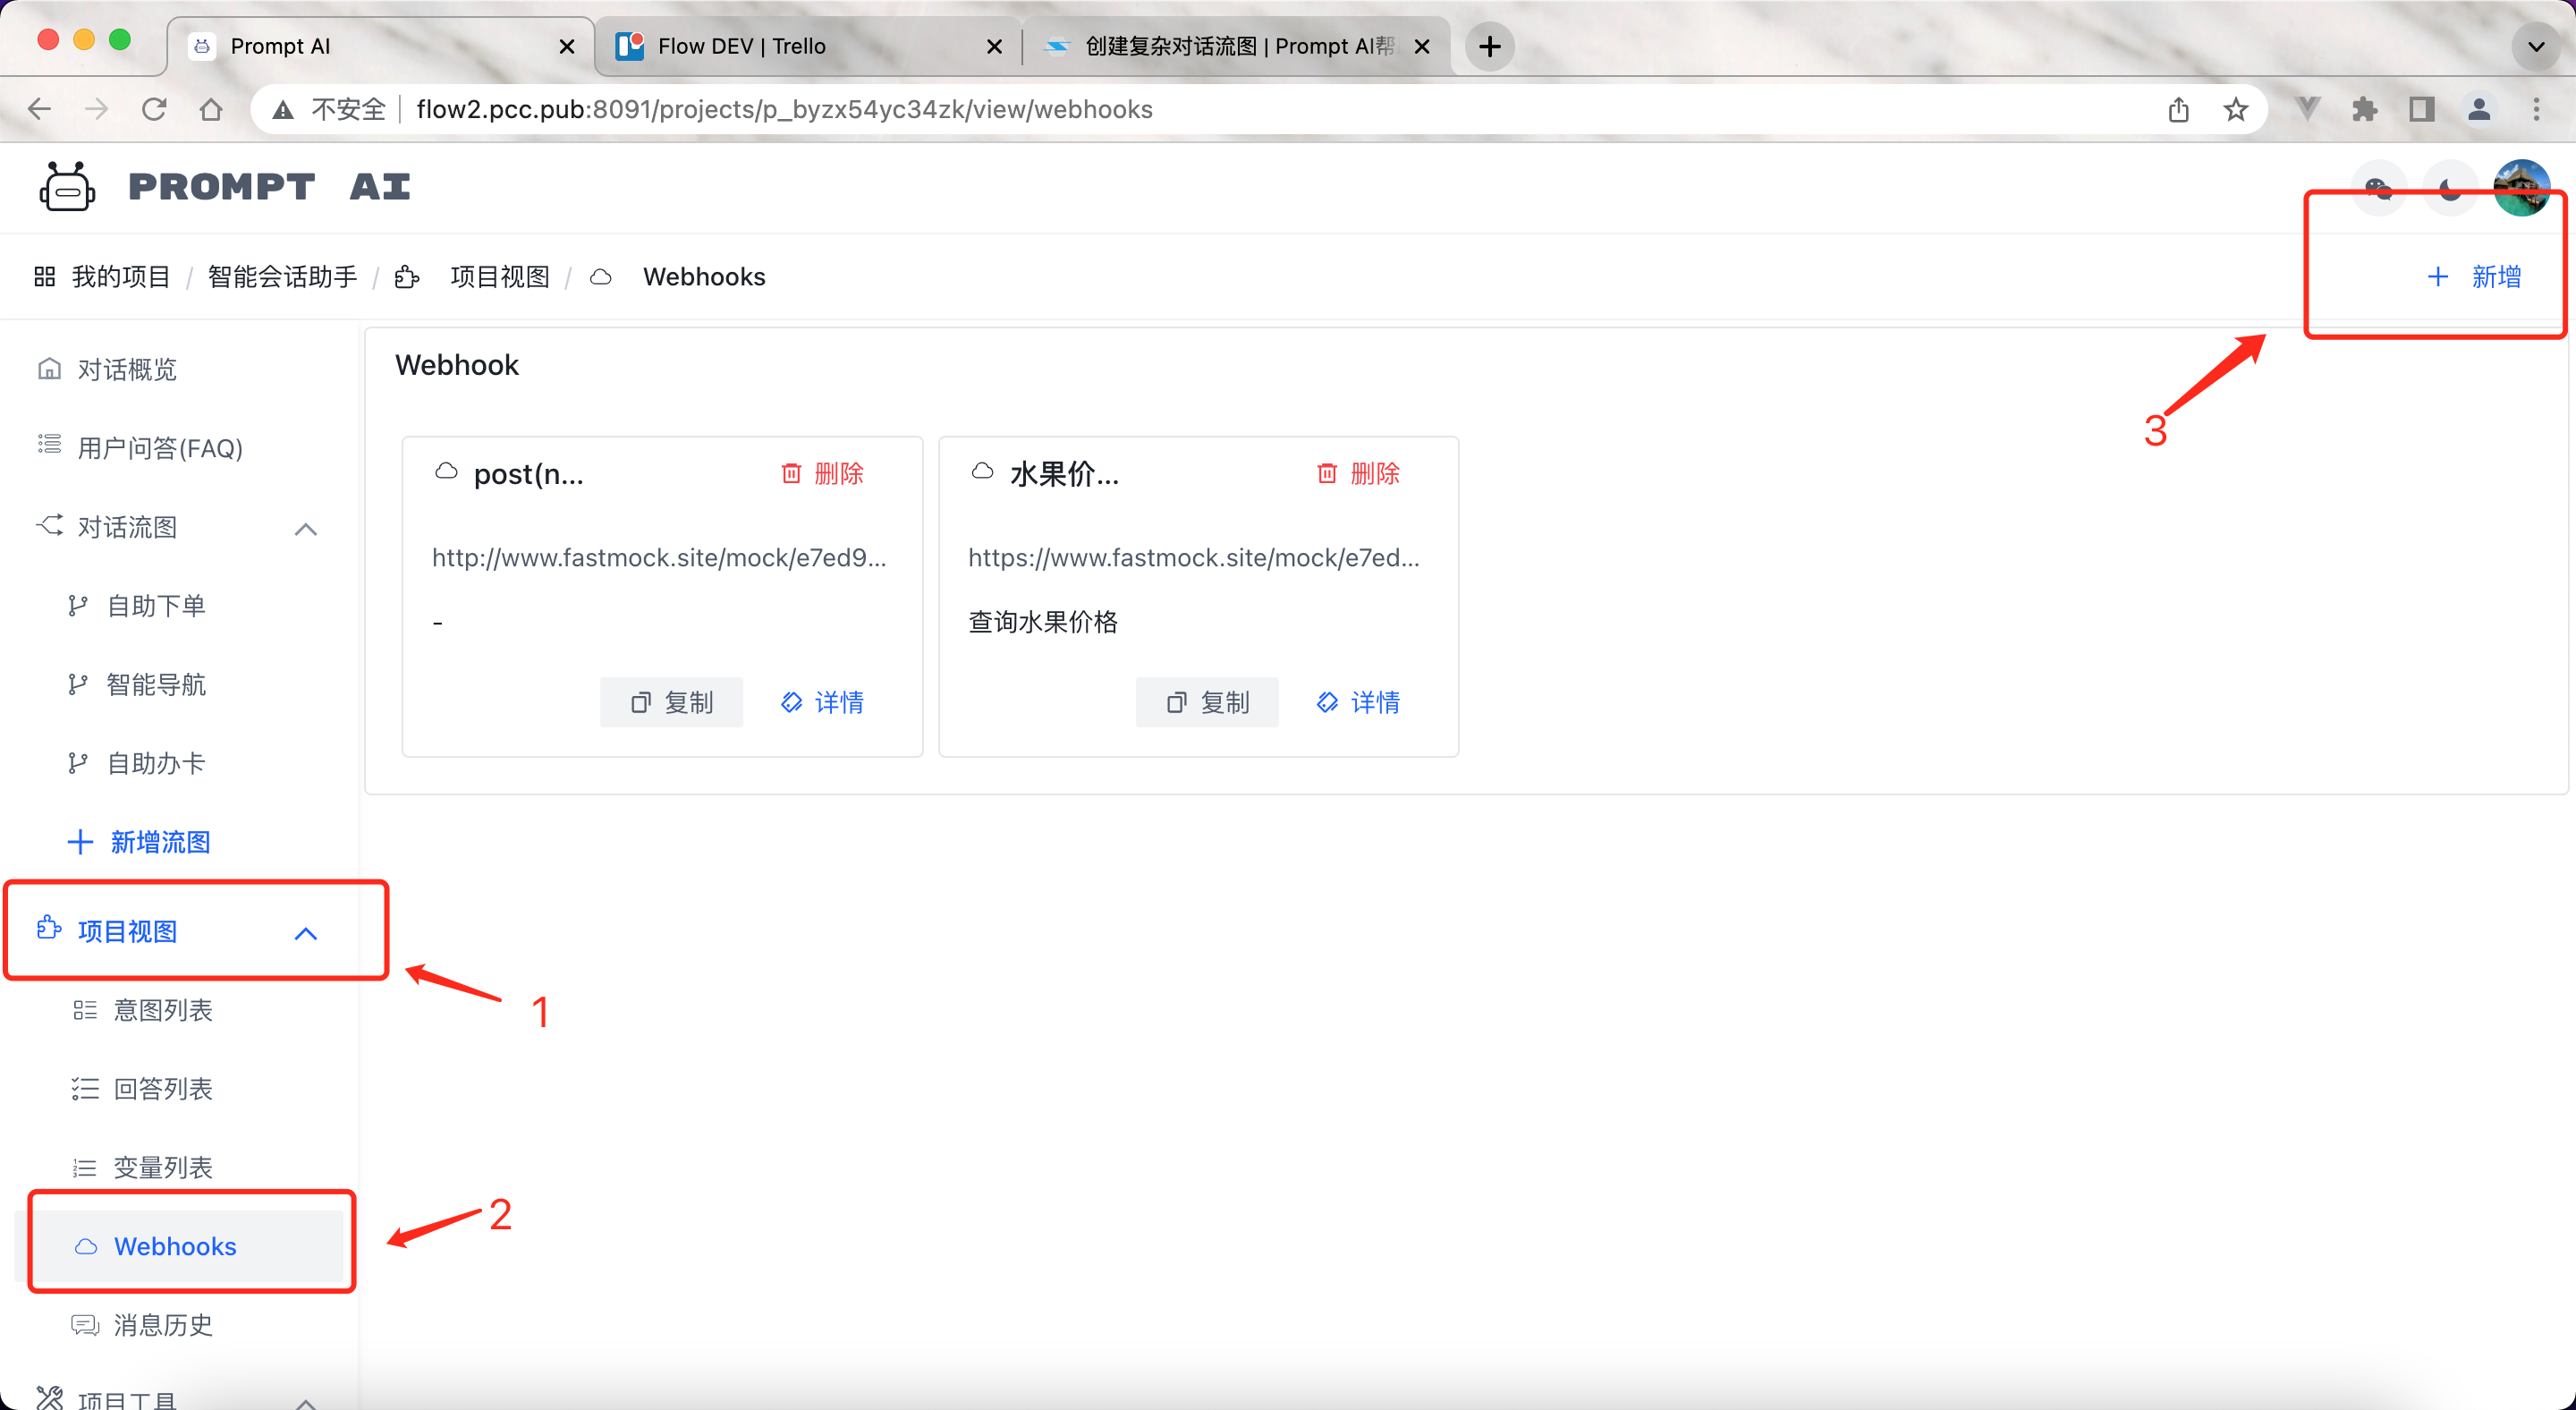 Prompt AI
Flow DEV | Trello
创建复杂对话流图 | Prompt AI帮
不安全 flow2.pcc.pub:8091/projects/p_byzx54yc34zk/view/webhooks
PROMPT AI
我的项目 / 智能会话助手 / 项目视图 / Webhooks
新增
对话概览
用户问答(FAQ)
对话流图
自助下单
智能导航
自助办卡
新增流图
项目视图
意图列表
回答列表
变量列表
Webhooks
消息历史
项目工具
Webhook
post(n...
删除
http://www.fastmock.site/mock/e7ed9...
-
复制
详情
水果价...
删除
https://www.fastmock.site/mock/e7ed...
查询水果价格
复制
详情
1
2
3